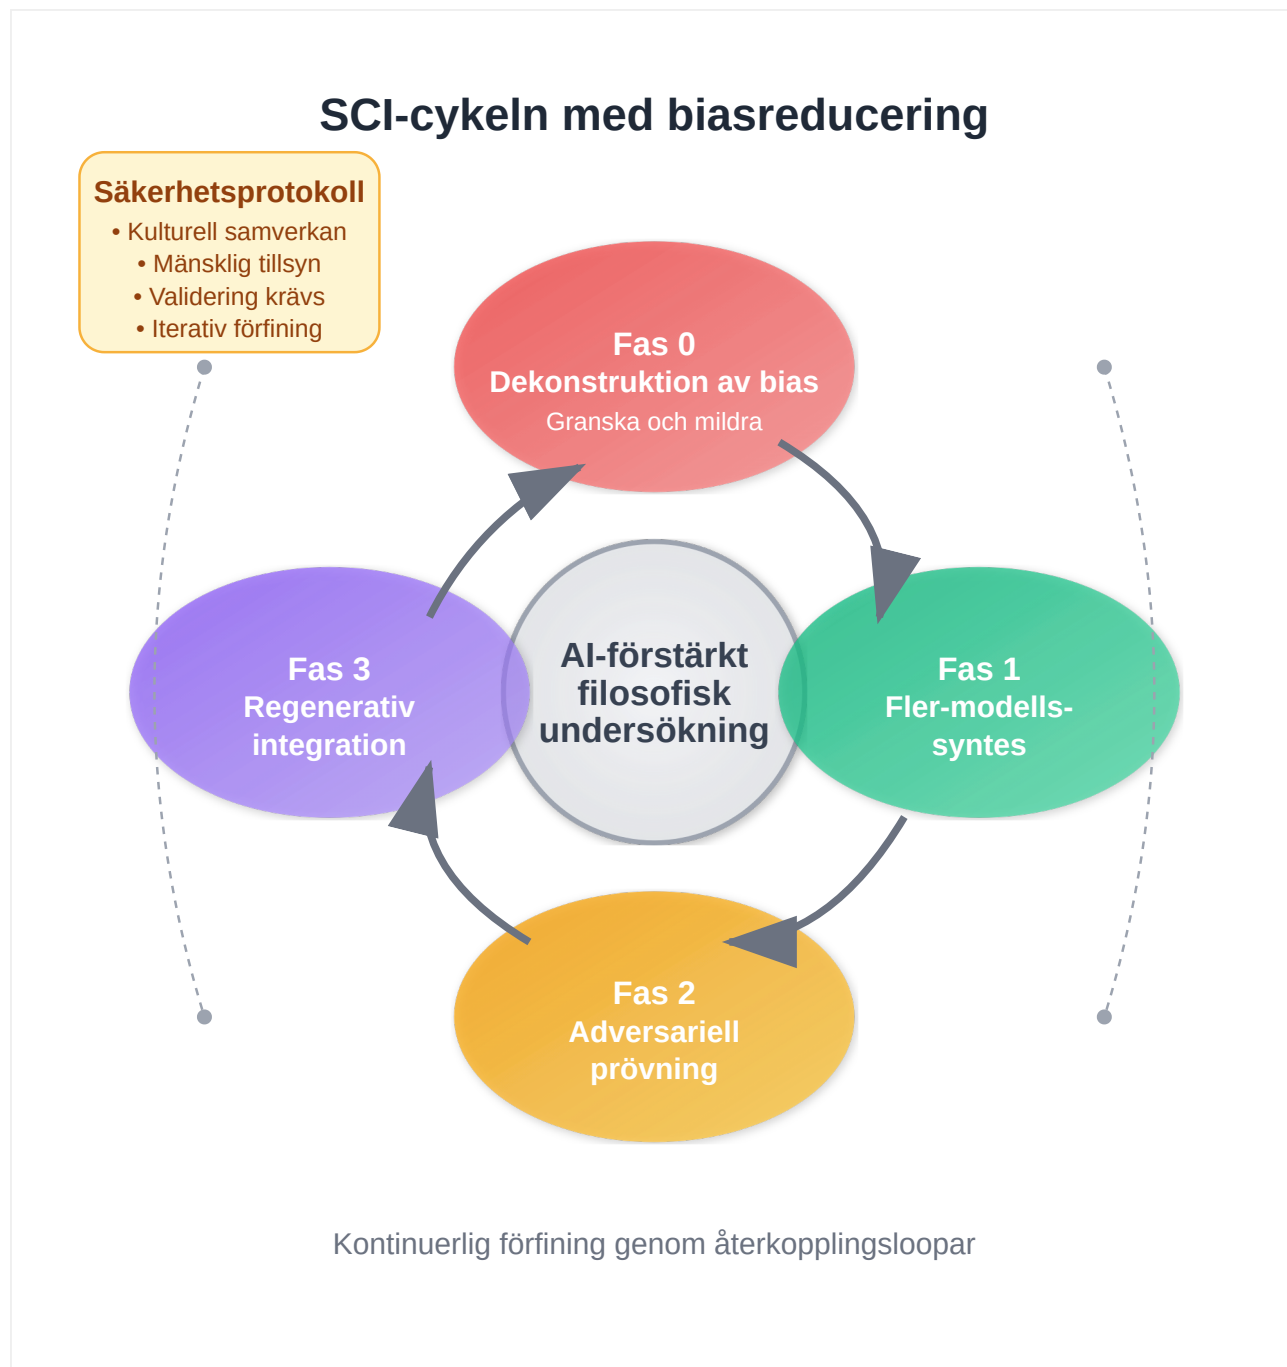 SCI-cykeln med biasreducering
Säkerhetsprotokoll
• Kulturell samverkan
• Mänsklig tillsyn
• Validering krävs
• Iterativ förfining
Fas 0
Dekonstruktion av bias
Granska och mildra
Fas 3
Regenerativ
integration
AI-förstärkt
filosofisk
undersökning
Fas 1
Fler-modells-
syntes
Fas 2
Adversariell
prövning
Kontinuerlig förfining genom återkopplingsloopar